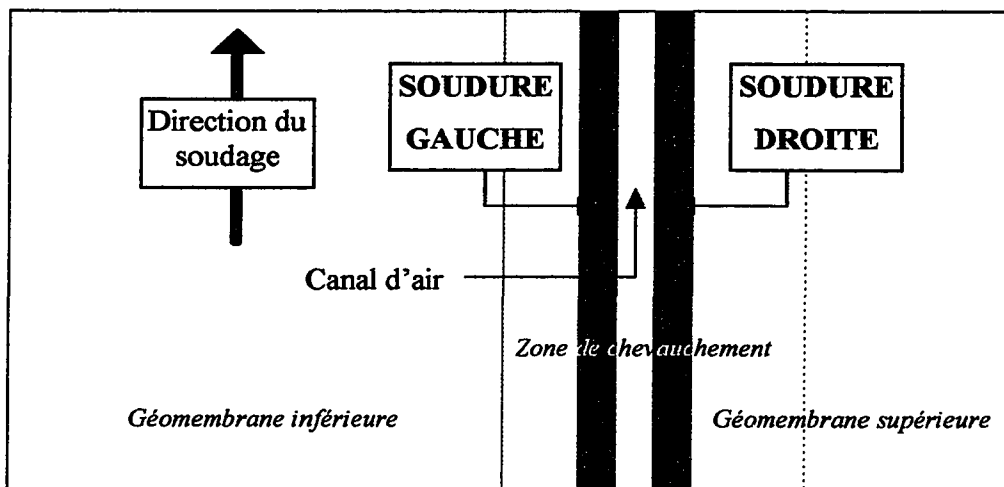 Direction du
soudage
SOUDURE
GAUCHE
SOUDURE
DROITE
Canal d'air
Zone de chevauchement
Géomembrane inférieure
Géomembrane supérieure